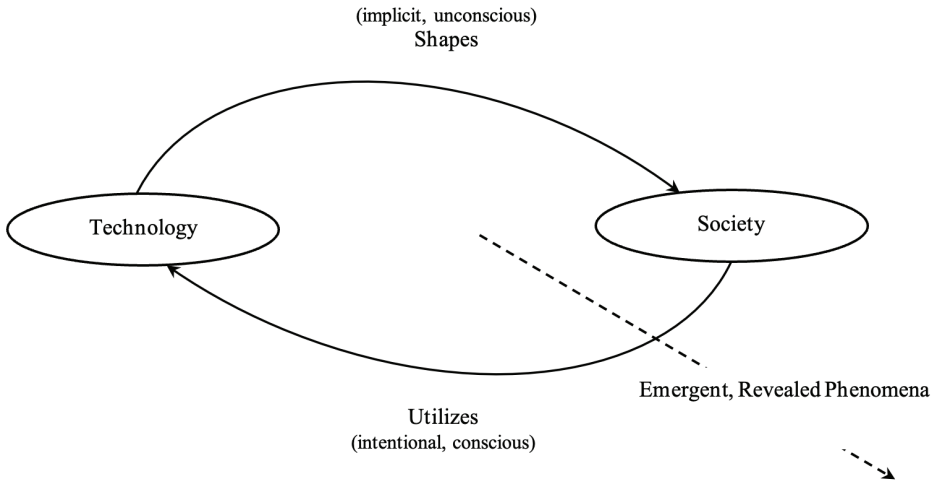 (implicit, unconscious)
Shapes
Technology
Society
Emergent, Revealed Phenomena
Utilizes
(intentional, conscious)